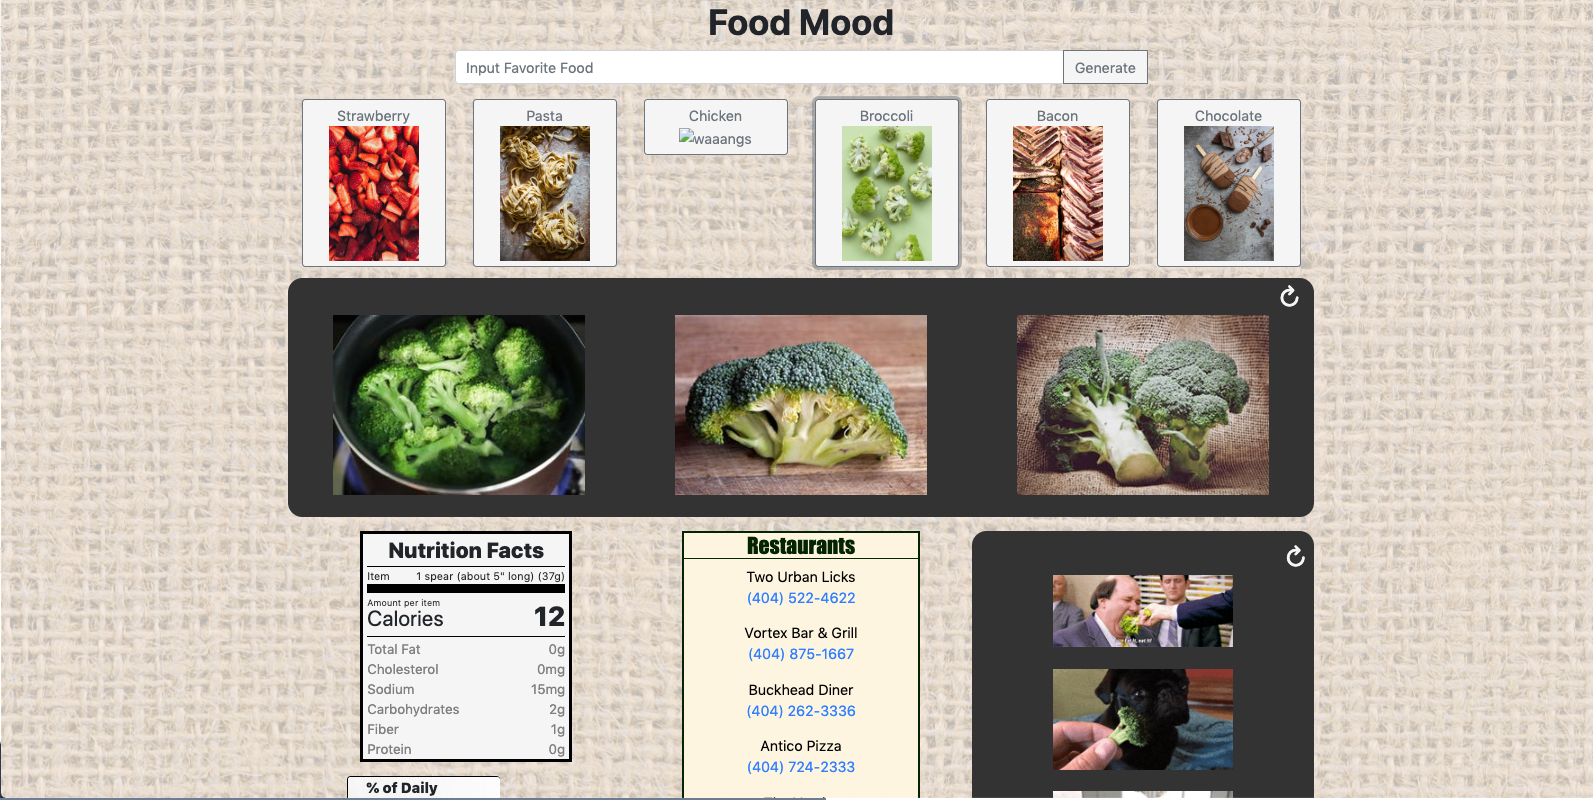 Food Mood
Input Favorite Food
Generate
Strawberry
Pasta
Chicken
waaangs
Broccoli
Bacon
Chocolate
Nutrition Facts
Item 1 spear (about 5" long) (37g)
Amount per item
Calories 12
Total Fat 0g
Cholesterol 0mg
Sodium 15mg
Carbohydrates 2g
Fiber 1g
Protein 0g
% of Daily
Restaurants
Two Urban Licks
(404) 522-4622
Vortex Bar & Grill
(404) 875-1667
Buckhead Diner
(404) 262-3336
Antico Pizza
(404) 724-2333